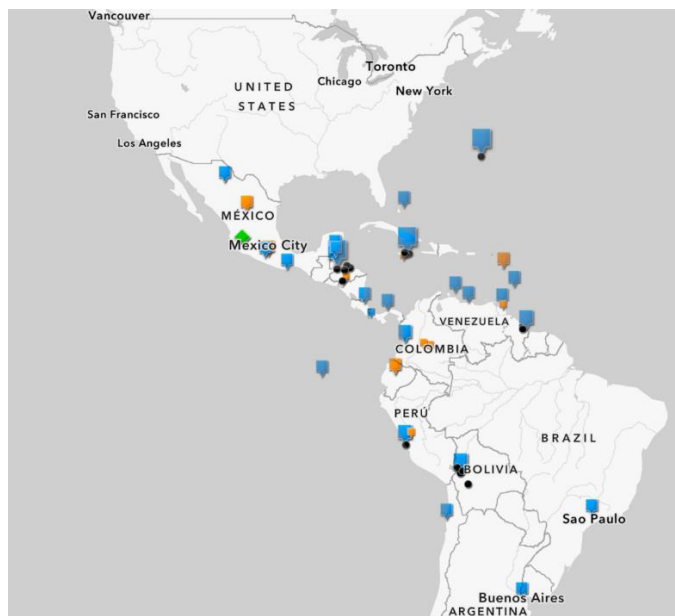 Vancouver
Toronto
Chicago
UNITED
STATES
New York
San Francisco
Los Angeles
MÉXICO
Mexico City
VENEZUELA
COLOMBIA
PERÚ
BRAZIL
BOLIVIA
Sao Paulo
Buenos Aires
ARGENTINA